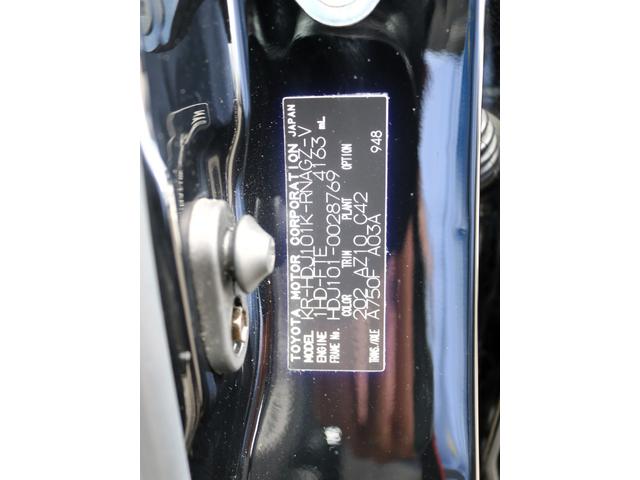 TOYOTA MOTOR CORPORATION JAPAN
MODEL KR-HDJ101K-RNAGZ-V
ENGINE 1HD-FTE 4163 mL
FRAME No. HDJ101-0028769
COLOR TRIM PLANT OPTION
202 AZ10 C42 948
TRANS./AXLE A750F A03A